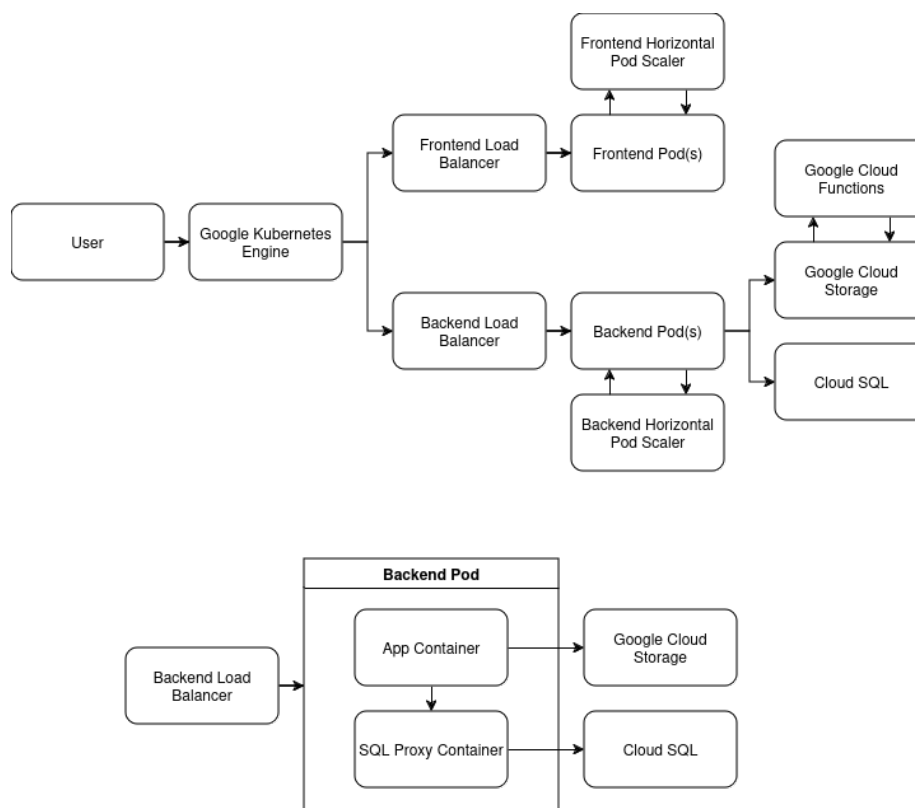 Frontend Horizontal
Pod Scaler
Frontend Load
Balancer
Frontend Pod(s)
Google Cloud
Functions
User
Google Kubernetes
Engine
Google Cloud
Storage
Backend Load
Balancer
Backend Pod(s)
Cloud SQL
Backend Horizontal
Pod Scaler
Backend Pod
App Container
Google Cloud
Storage
Backend Load
Balancer
SQL Proxy Container
Cloud SQL